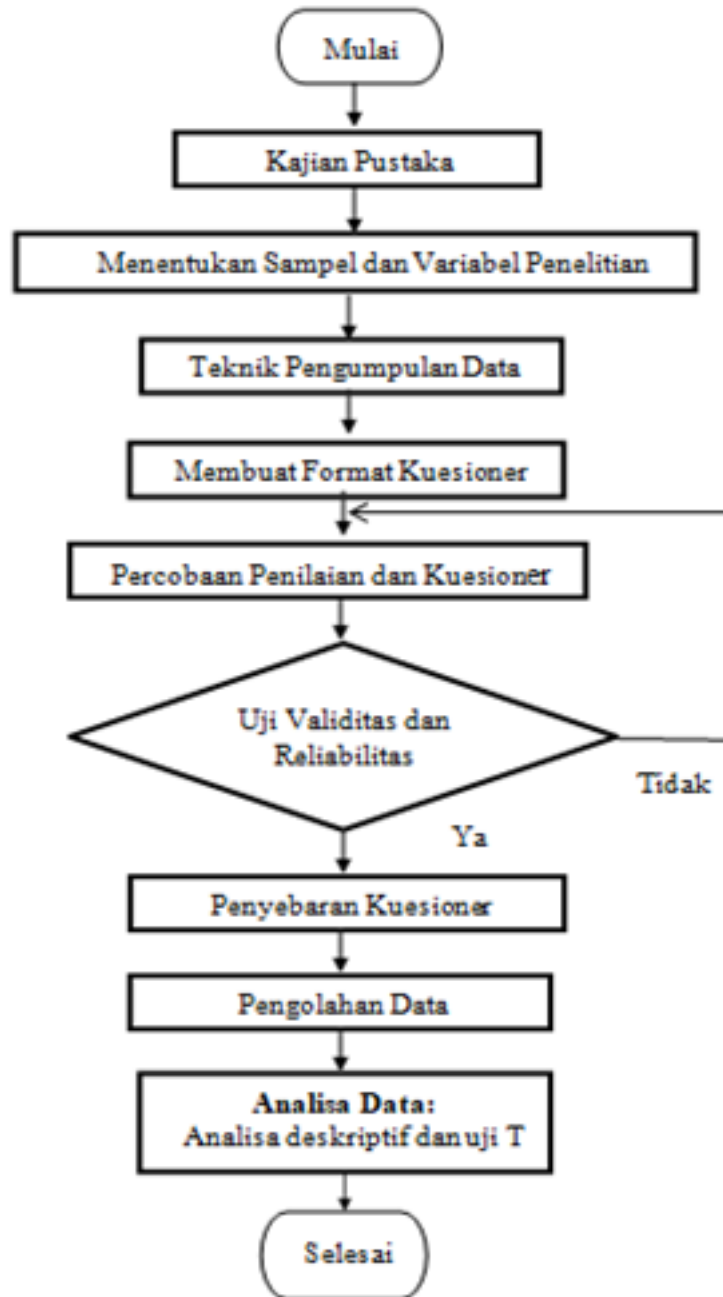 Mulai
Kajian Pustaka
Menentukan Sampel dan Variabel Penelitian
Teknik Pengumpulan Data
Membuat Format Kuesioner
Percobaan Penilaian dan Kuesioner
Uji Validitas dan
Reliabilitas
Tidak
Ya
Penyebaran Kuesioner
Pengolahan Data
Analisa Data:
Analisa deskriptif dan uji T
Selesai